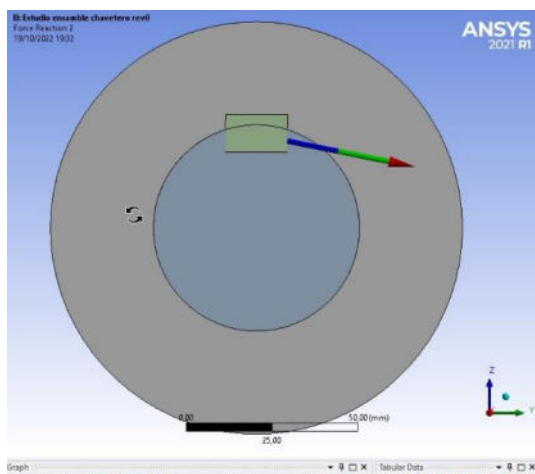 B: Estudio ensamble chavetero rev0
Force Reaction 2
19/10/2022 19:32
ANSYS
2021 R1
Z
Y
0,00
50,00 (mm)
25,00
Graph
Tabular Data